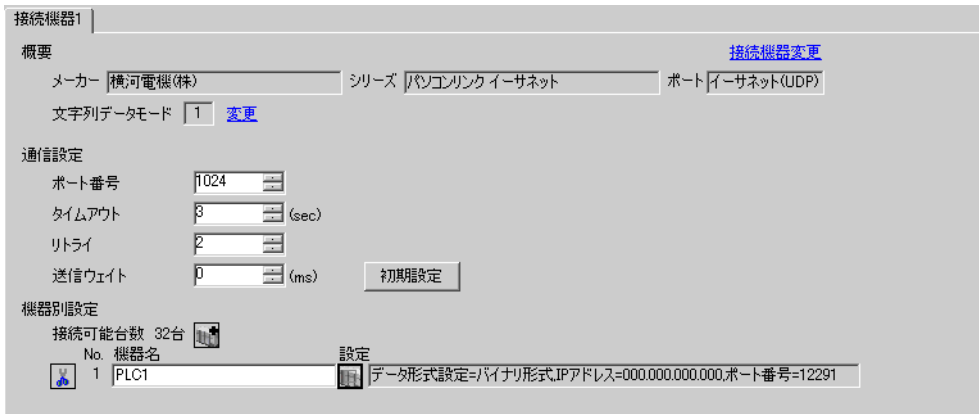 接続機器1
概要 接続機器変更
メーカー 横河電機(株) シリーズ パソコンリンク イーサネット ポート イーサネット(UDP)
文字列データモード 1 変更
通信設定
ポート番号 1024
タイムアウト 3 (sec)
リトライ 2
送信ウェイト 0 (ms) 初期設定
機器別設定
接続可能台数 32台
No. 機器名 設定
1 PLC1 データ形式設定=バイナリ形式,IPアドレス=000.000.000.000,ポート番号=12291